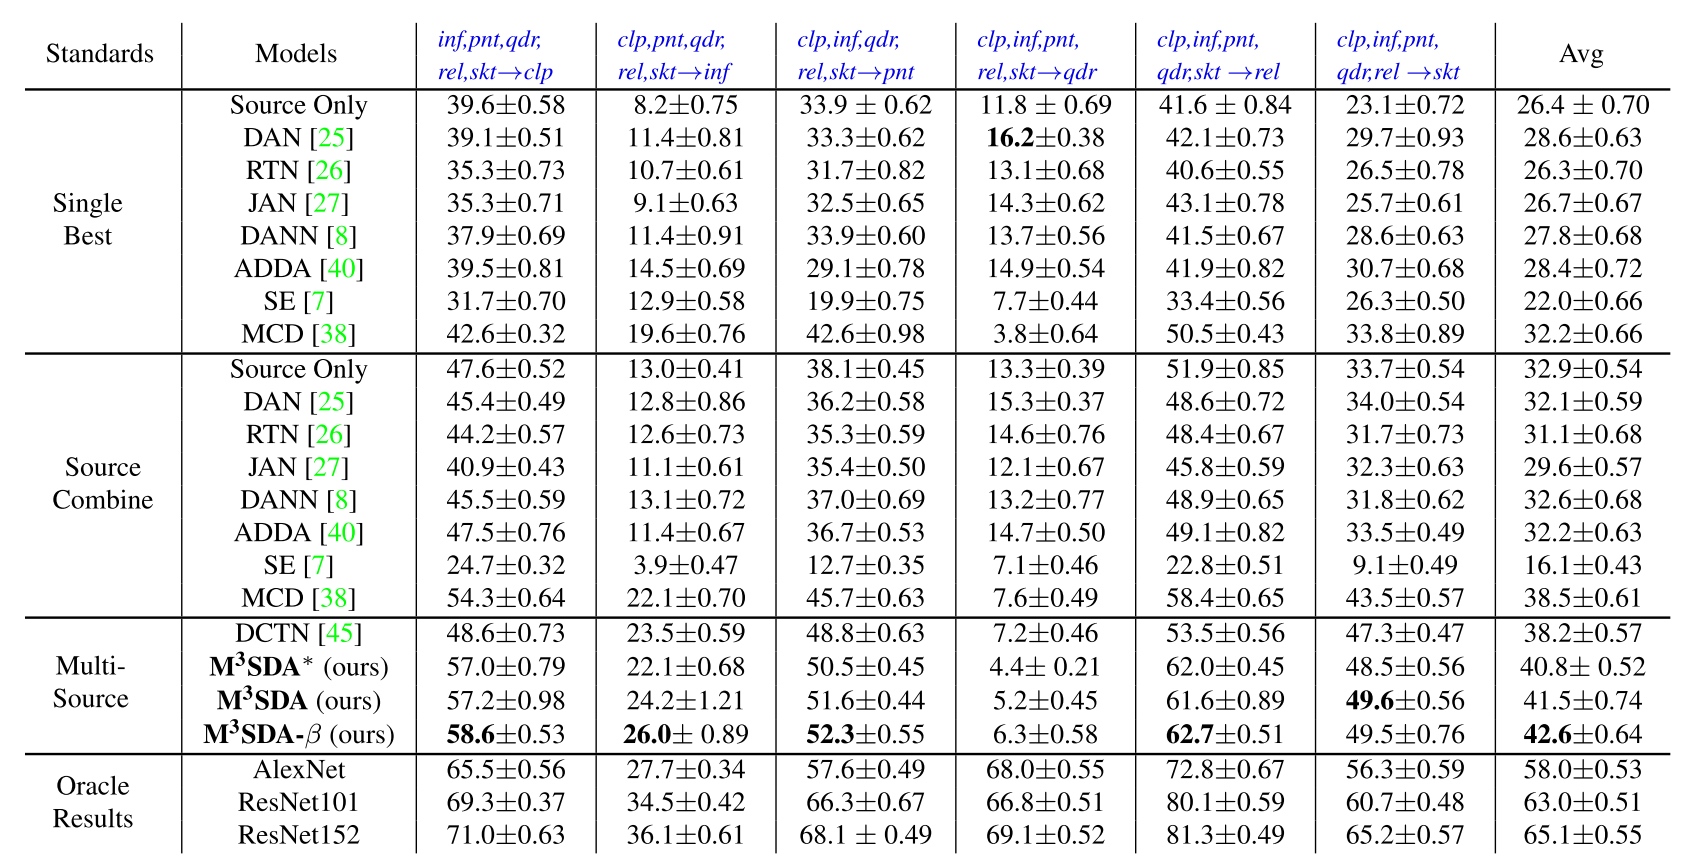 Standards Models inf,pnt,qdr, rel,skt→clp clp,pnt,qdr, rel,skt→inf clp,inf,qdr, rel,skt→pnt clp,inf,pnt, rel,skt→qdr clp,inf,pnt, qdr,skt →rel clp,inf,pnt, qdr,rel →skt Avg
Single Best
Source Only 39.6±0.58 8.2±0.75 33.9 ± 0.62 11.8 ± 0.69 41.6 ± 0.84 23.1±0.72 26.4 ± 0.70
DAN [25] 39.1±0.51 11.4±0.81 33.3±0.62 16.2±0.38 42.1±0.73 29.7±0.93 28.6±0.63
RTN [26] 35.3±0.73 10.7±0.61 31.7±0.82 13.1±0.68 40.6±0.55 26.5±0.78 26.3±0.70
JAN [27] 35.3±0.71 9.1±0.63 32.5±0.65 14.3±0.62 43.1±0.78 25.7±0.61 26.7±0.67
DANN [8] 37.9±0.69 11.4±0.91 33.9±0.60 13.7±0.56 41.5±0.67 28.6±0.63 27.8±0.68
ADDA [40] 39.5±0.81 14.5±0.69 29.1±0.78 14.9±0.54 41.9±0.82 30.7±0.68 28.4±0.72
SE [7] 31.7±0.70 12.9±0.58 19.9±0.75 7.7±0.44 33.4±0.56 26.3±0.50 22.0±0.66
MCD [38] 42.6±0.32 19.6±0.76 42.6±0.98 3.8±0.64 50.5±0.43 33.8±0.89 32.2±0.66
Source Combine
Source Only 47.6±0.52 13.0±0.41 38.1±0.45 13.3±0.39 51.9±0.85 33.7±0.54 32.9±0.54
DAN [25] 45.4±0.49 12.8±0.86 36.2±0.58 15.3±0.37 48.6±0.72 34.0±0.54 32.1±0.59
RTN [26] 44.2±0.57 12.6±0.73 35.3±0.59 14.6±0.76 48.4±0.67 31.7±0.73 31.1±0.68
JAN [27] 40.9±0.43 11.1±0.61 35.4±0.50 12.1±0.67 45.8±0.59 32.3±0.63 29.6±0.57
DANN [8] 45.5±0.59 13.1±0.72 37.0±0.69 13.2±0.77 48.9±0.65 31.8±0.62 32.6±0.68
ADDA [40] 47.5±0.76 11.4±0.67 36.7±0.53 14.7±0.50 49.1±0.82 33.5±0.49 32.2±0.63
SE [7] 24.7±0.32 3.9±0.47 12.7±0.35 7.1±0.46 22.8±0.51 9.1±0.49 16.1±0.43
MCD [38] 54.3±0.64 22.1±0.70 45.7±0.63 7.6±0.49 58.4±0.65 43.5±0.57 38.5±0.61
Multi-Source
DCTN [45] 48.6±0.73 23.5±0.59 48.8±0.63 7.2±0.46 53.5±0.56 47.3±0.47 38.2±0.57
M³SDA* (ours) 57.0±0.79 22.1±0.68 50.5±0.45 4.4± 0.21 62.0±0.45 48.5±0.56 40.8± 0.52
M³SDA (ours) 57.2±0.98 24.2±1.21 51.6±0.44 5.2±0.45 61.6±0.89 49.6±0.56 41.5±0.74
M³SDA-β (ours) 58.6±0.53 26.0± 0.89 52.3±0.55 6.3±0.58 62.7±0.51 49.5±0.76 42.6±0.64
Oracle Results
AlexNet 65.5±0.56 27.7±0.34 57.6±0.49 68.0±0.55 72.8±0.67 56.3±0.59 58.0±0.53
ResNet101 69.3±0.37 34.5±0.42 66.3±0.67 66.8±0.51 80.1±0.59 60.7±0.48 63.0±0.51
ResNet152 71.0±0.63 36.1±0.61 68.1 ± 0.49 69.1±0.52 81.3±0.49 65.2±0.57 65.1±0.55